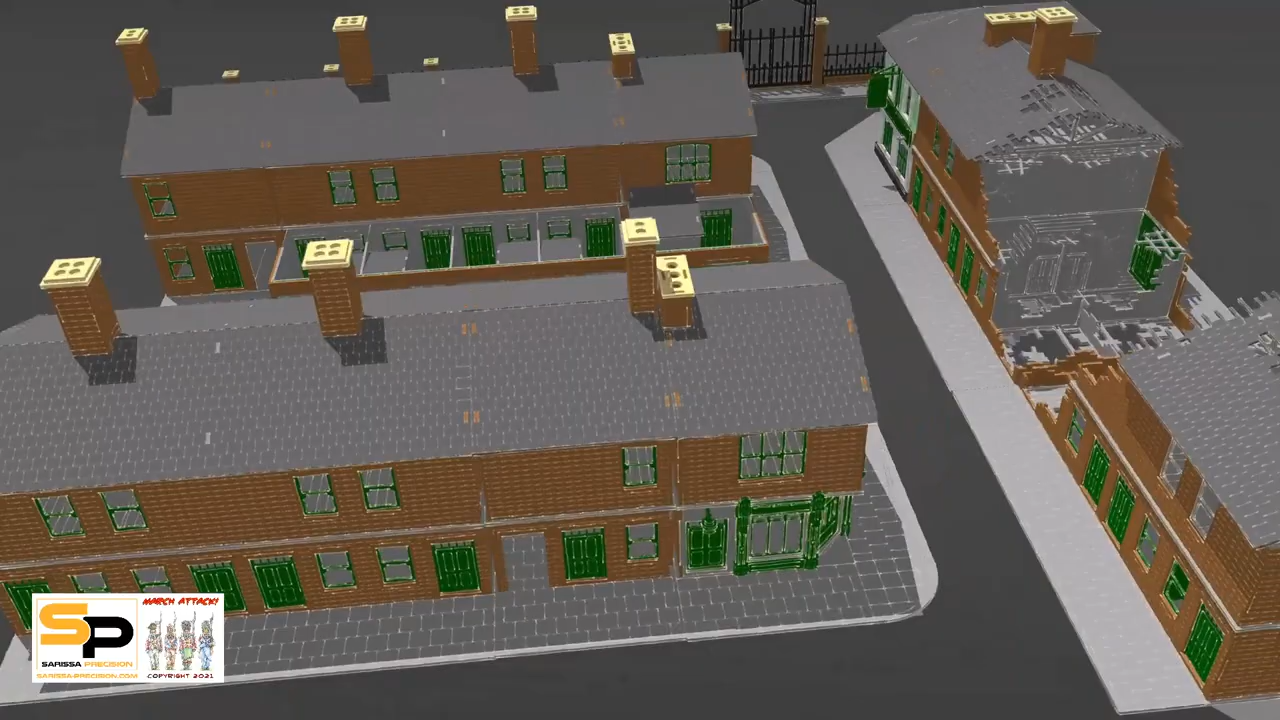 SP
SARISSA PRECISION
SARISSA-PRECISION.COM
MARCH ATTACK!
COPYRIGHT 2021